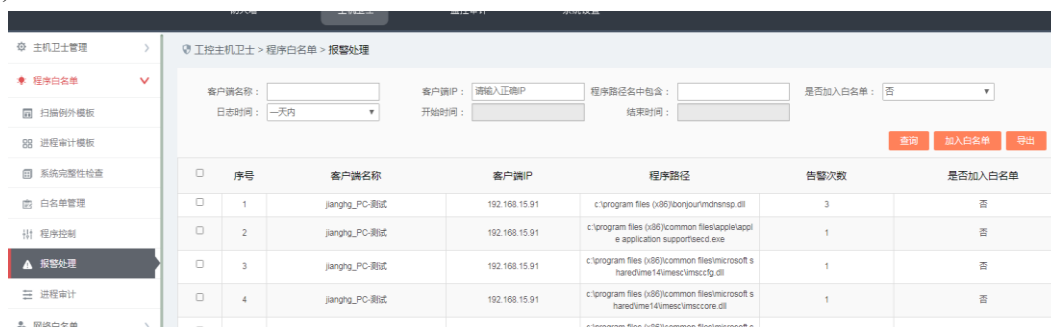 主机卫士管理
程序白名单
扫描例外模板
进程审计模板
系统完整性检查
白名单管理
程序控制
报警处理
进程审计
网络白名单
工控主机卫士 > 程序白名单 > 报警处理
客户端名称： 客户端IP： 请输入正确IP 程序路径名中包含： 是否加入白名单： 否
日志时间： 一天内 开始时间： 结束时间：
查询 加入白名单 导出
序号 客户端名称 客户端IP 程序路径 告警次数 是否加入白名单
1 jianghg_PC-测试 192.168.15.91 c:\program files (x86)\bonjour\mdnsnsp.dll 3 否
2 jianghg_PC-测试 192.168.15.91 c:\program files (x86)\common files\apple\appl
e application support\secd.exe 1 否
3 jianghg_PC-测试 192.168.15.91 c:\program files (x86)\common files\microsoft s
hared\ime14\imesc\imsccfg.dll 1 否
4 jianghg_PC-测试 192.168.15.91 c:\program files (x86)\common files\microsoft s
hared\ime14\imesc\imsccore.dll 1 否